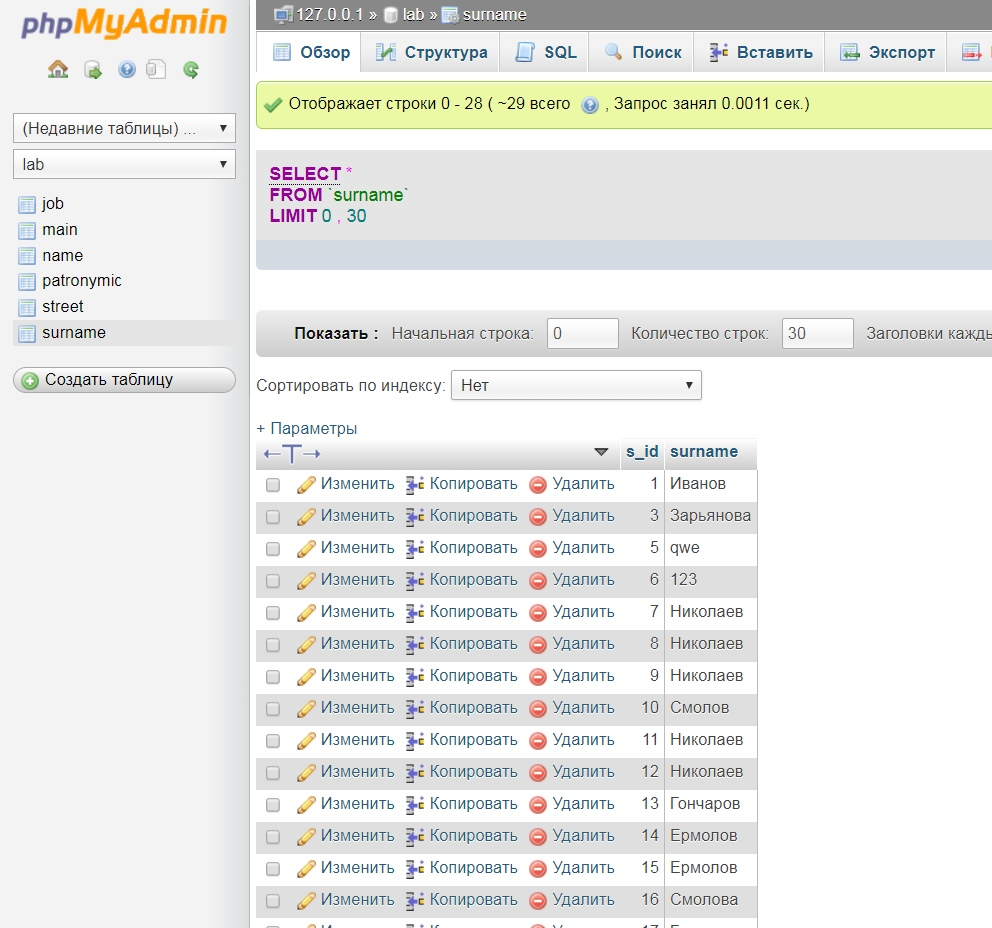 phpMyAdmin
(Недавние таблицы) ...
lab
job
main
name
patronymic
street
surname
Создать таблицу
127.0.0.1 » lab » surname
Обзор Структура SQL Поиск Вставить Экспорт
Отображает строки 0 - 28 ( ~29 всего , Запрос занял 0.0011 сек.)
SELECT *
FROM `surname`
LIMIT 0 , 30
Показать : Начальная строка: 0 Количество строк: 30 Заголовки кажды
Сортировать по индексу: Нет
+ Параметры
←T→ s_id surname
Изменить Копировать Удалить 1 Иванов
Изменить Копировать Удалить 3 Зарьянова
Изменить Копировать Удалить 5 qwe
Изменить Копировать Удалить 6 123
Изменить Копировать Удалить 7 Николаев
Изменить Копировать Удалить 8 Николаев
Изменить Копировать Удалить 9 Николаев
Изменить Копировать Удалить 10 Смолов
Изменить Копировать Удалить 11 Николаев
Изменить Копировать Удалить 12 Николаев
Изменить Копировать Удалить 13 Гончаров
Изменить Копировать Удалить 14 Ермолов
Изменить Копировать Удалить 15 Ермолов
Изменить Копировать Удалить 16 Смолова